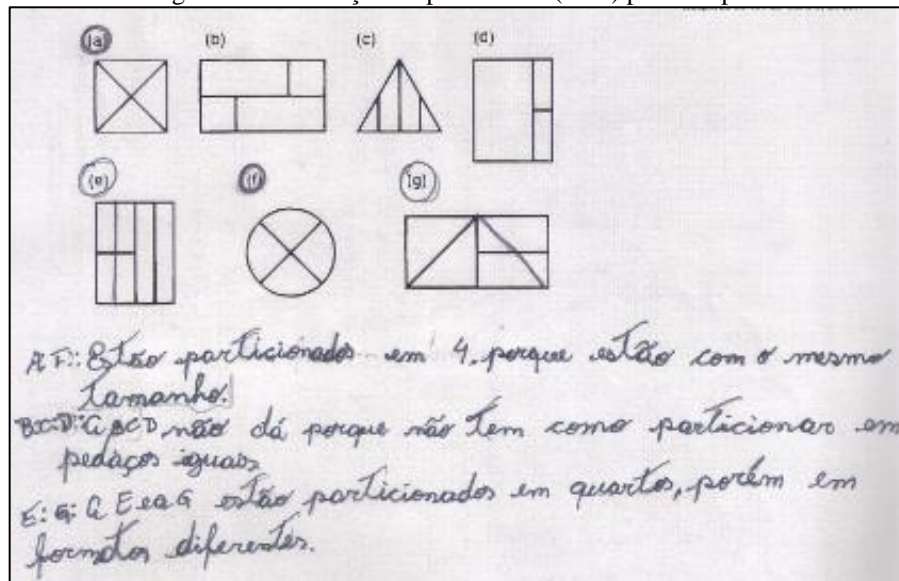 (a) (b) (c) (d)
(e) (f) (g)
A F: Estão particionados em 4, porque estão com o mesmo
tamanho.
B:C:D: a BCD não dá porque não tem como particionar em
pedaços iguais
E: G: a E e a G estão particionados em quartos, porém em
formatos diferentes.